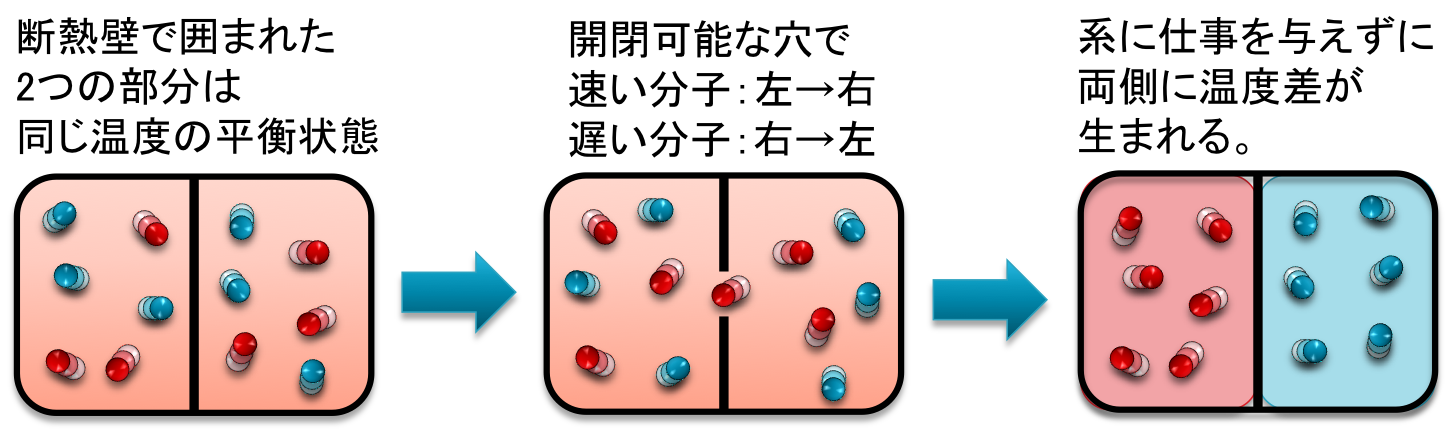 断熱壁で囲まれた
2つの部分は
同じ温度の平衡状態
開閉可能な穴で
速い分子：左→右
遅い分子：右→左
系に仕事を与えずに
両側に温度差が
生まれる。